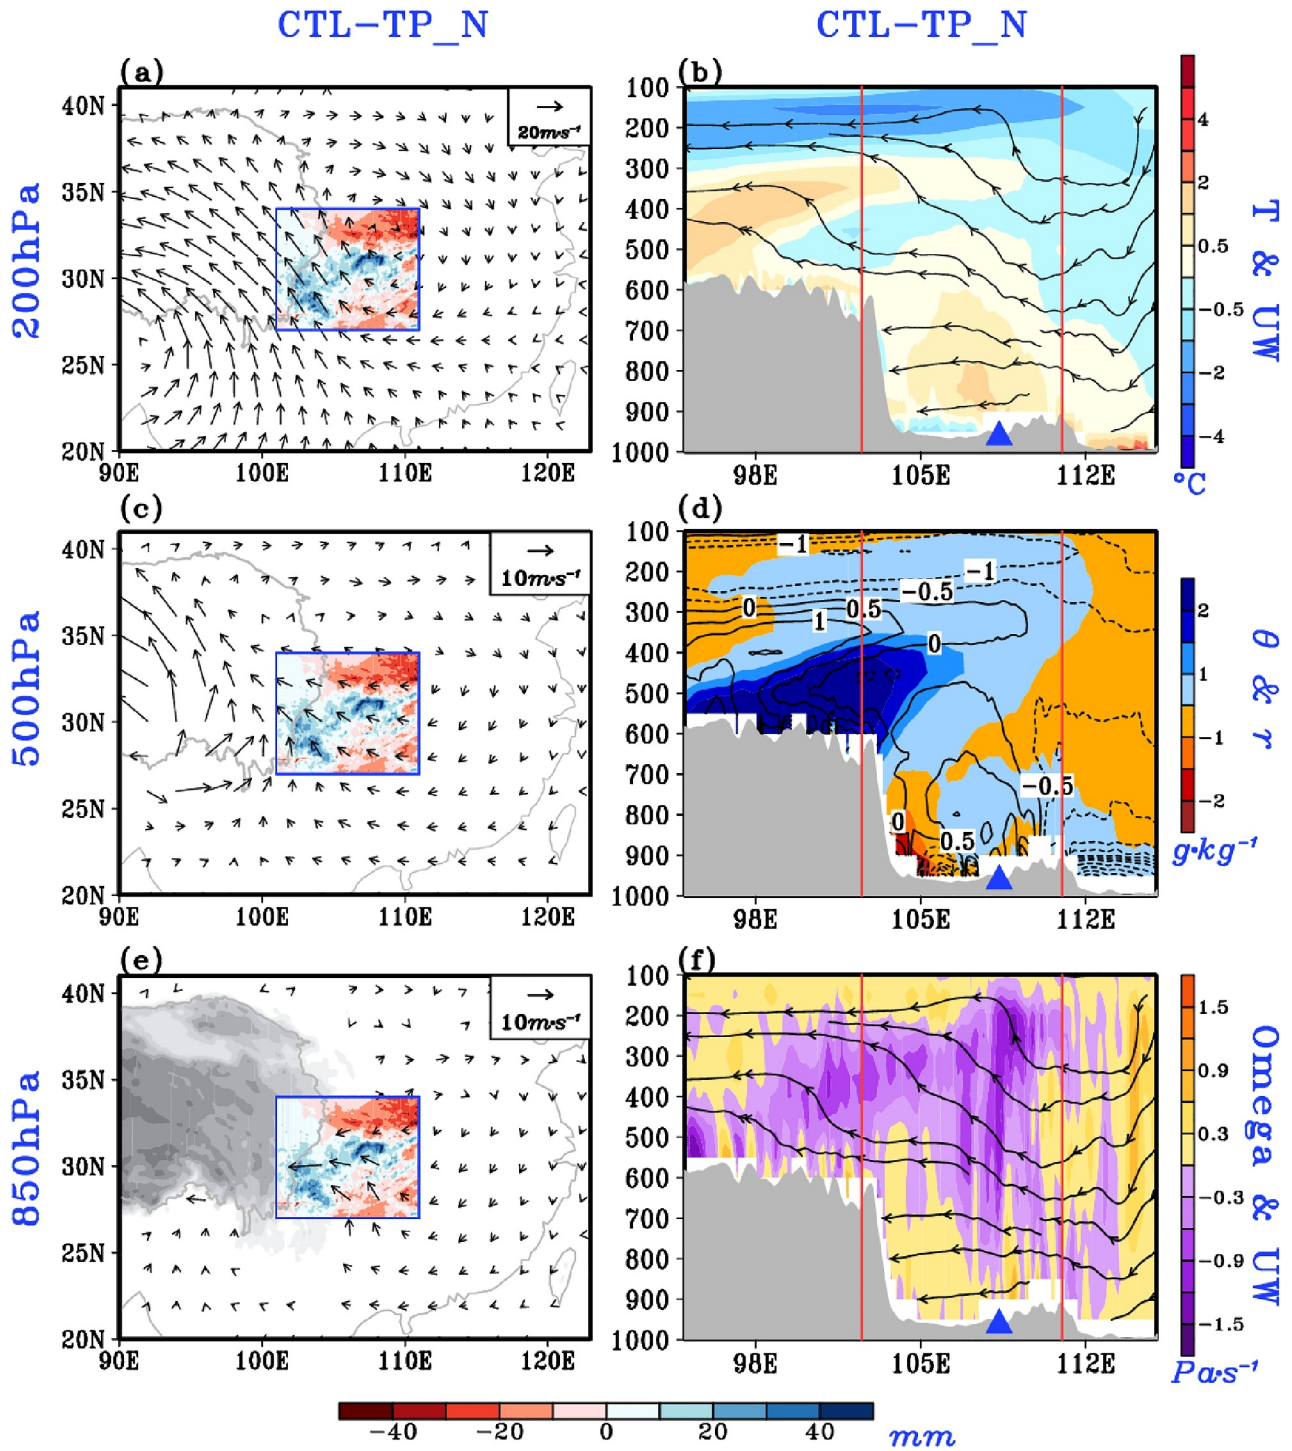 CTL−TP_N
CTL−TP_N
(a)
40N
35N
30N
25N
20N
90E 100E 110E 120E
20m·s⁻¹
200hPa
(b)
100
200
300
400
500
600
700
800
900
1000
98E 105E 112E
4
2
0.5
−0.5
−2
−4
°C
T & UW
(c)
40N
35N
30N
25N
20N
90E 100E 110E 120E
10m·s⁻¹
500hPa
(d)
100
200
300
400
500
600
700
800
900
1000
98E 105E 112E
−1
−1
−0.5
0
0.5
1
0
−0.5
0
0.5
2
1
−1
−2
g·kg⁻¹
θ & r
(e)
40N
35N
30N
25N
20N
90E 100E 110E 120E
10m·s⁻¹
850hPa
(f)
100
200
300
400
500
600
700
800
900
1000
98E 105E 112E
1.5
0.9
0.3
−0.3
−0.9
−1.5
Pa·s⁻¹
Omega & UW
−40 −20 0 20 40 mm